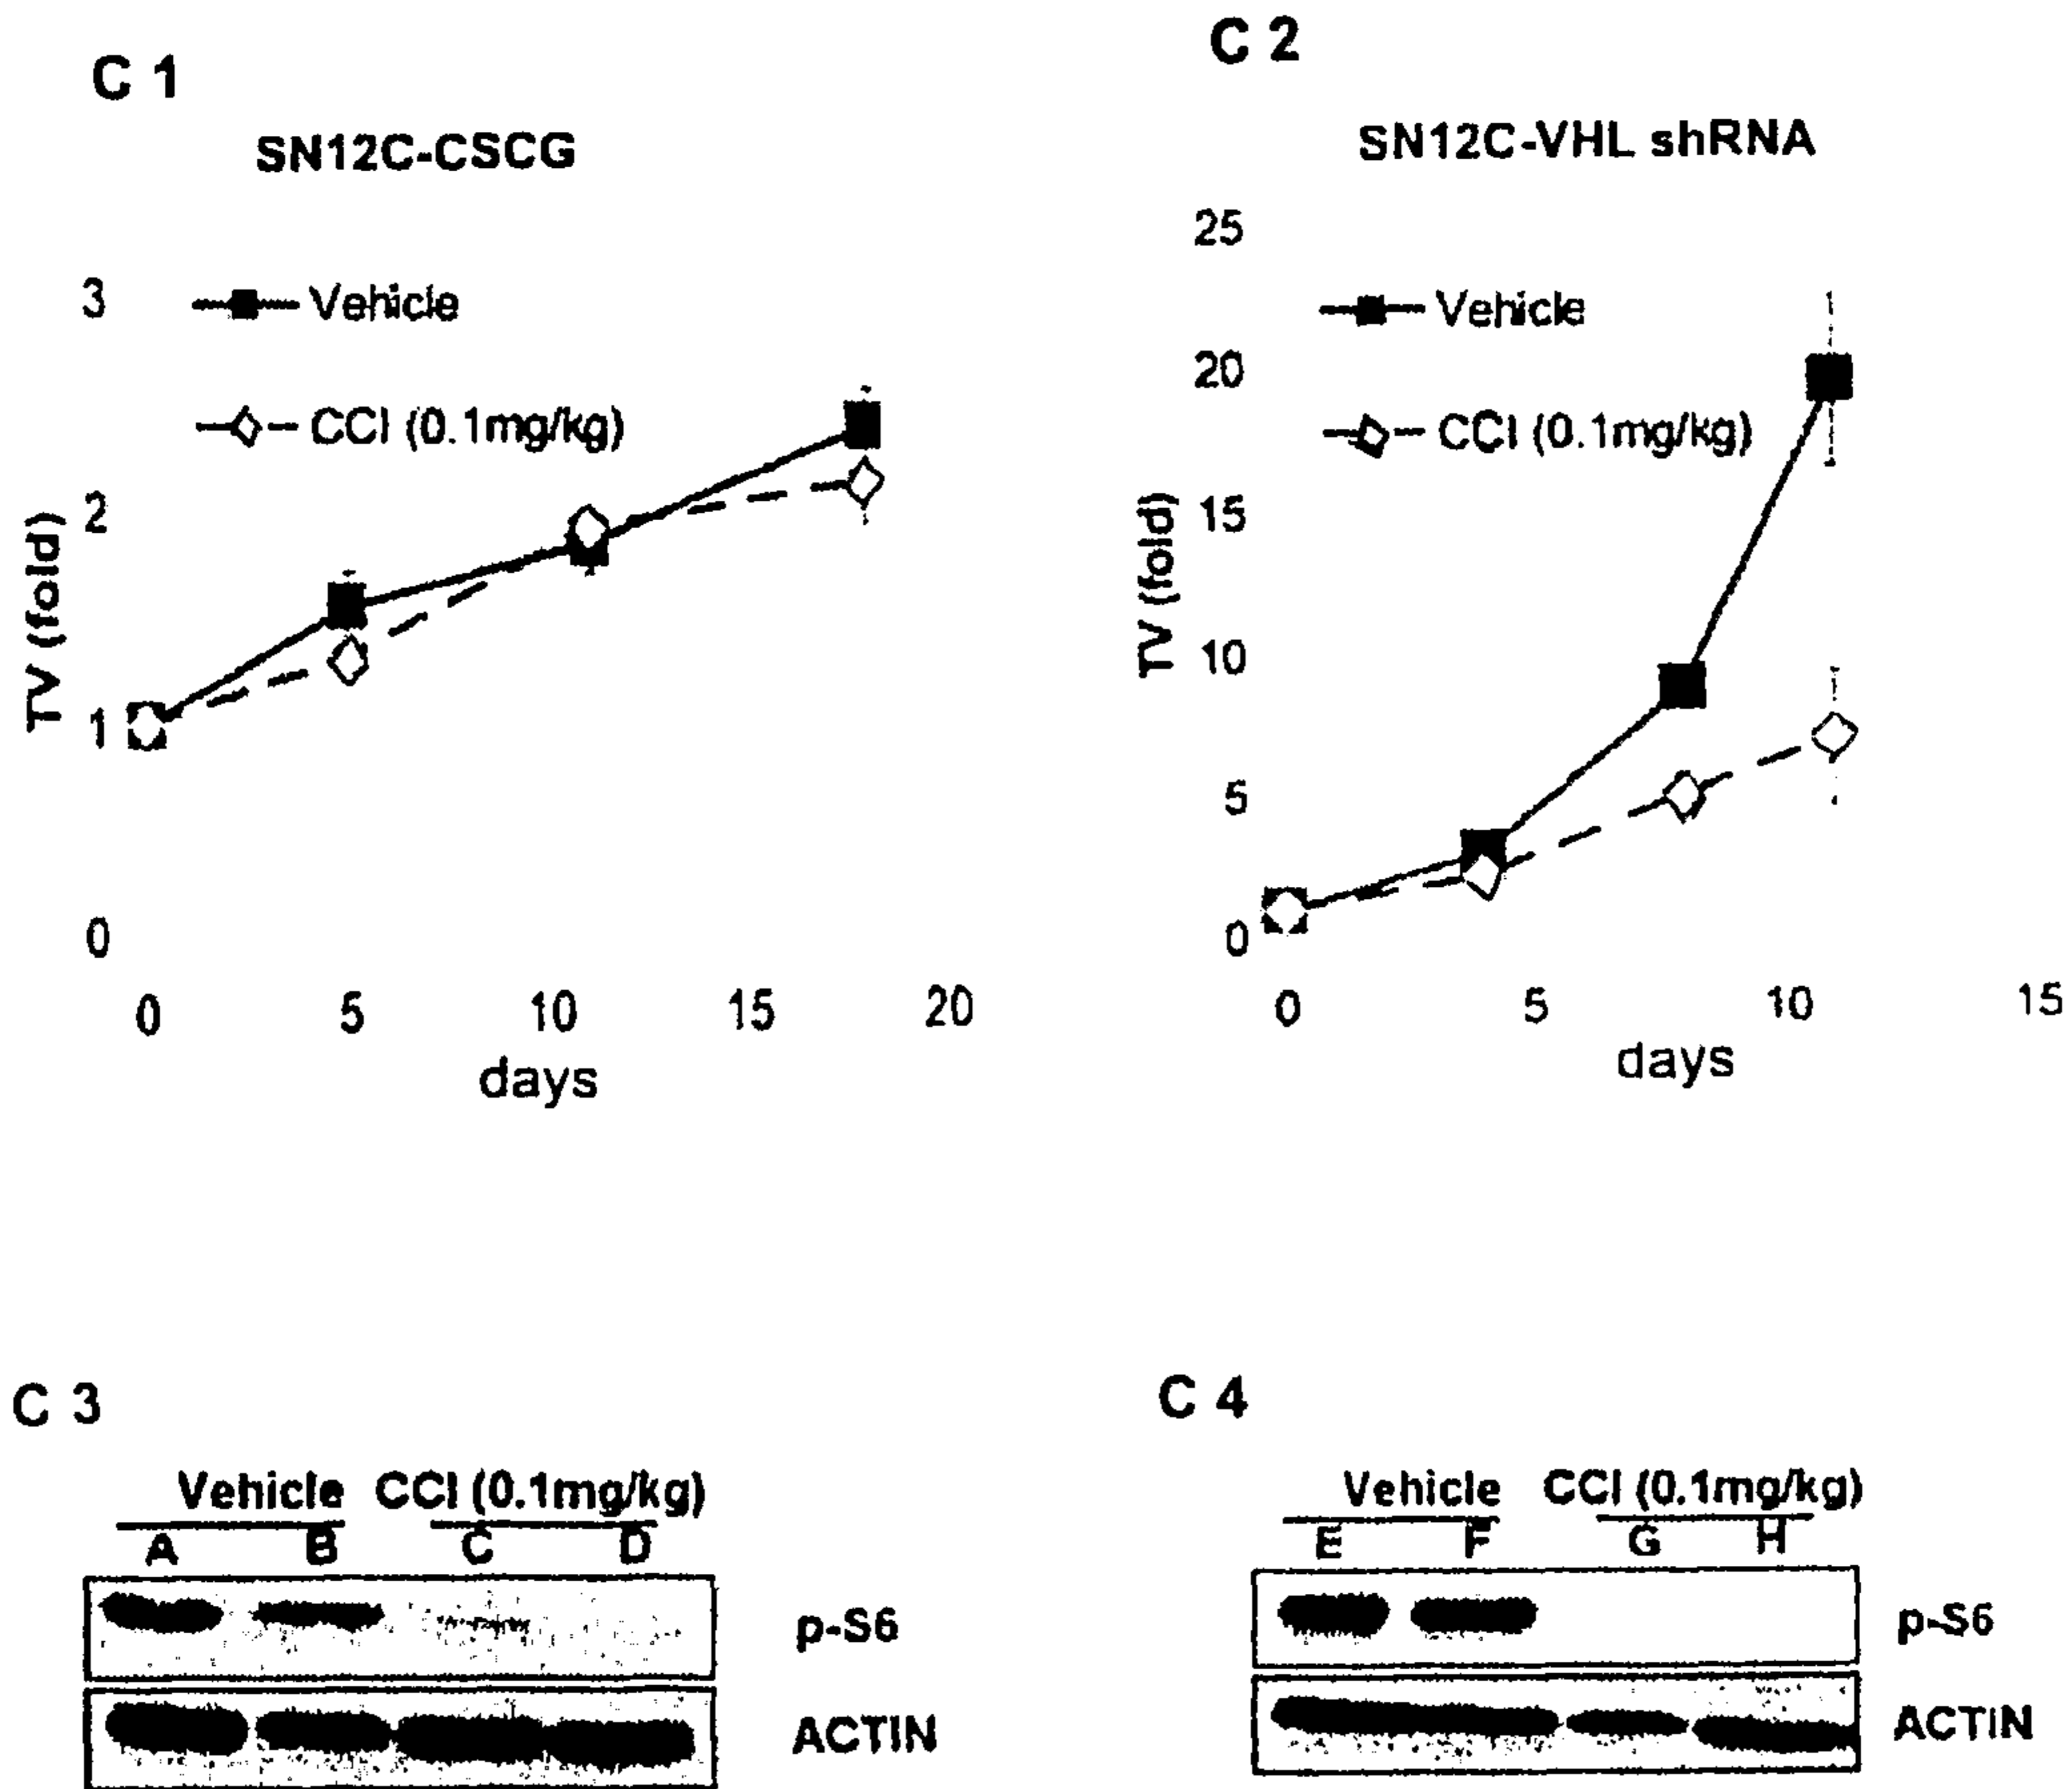 C 1
SN12C-CSCG
3
2
1
0
Vehicle
CCI (0.1mg/kg)
TV (fold)
0 5 10 15 20
days
C 2
SN12C-VHL shRNA
25
20
15
10
5
0
Vehicle
CCI (0.1mg/kg)
TV (fold)
0 5 10 15
days
C 3
Vehicle CCI (0.1mg/kg)
A B C D
p-S6
ACTIN
C 4
Vehicle CCI (0.1mg/kg)
E F G H
p-S6
ACTIN